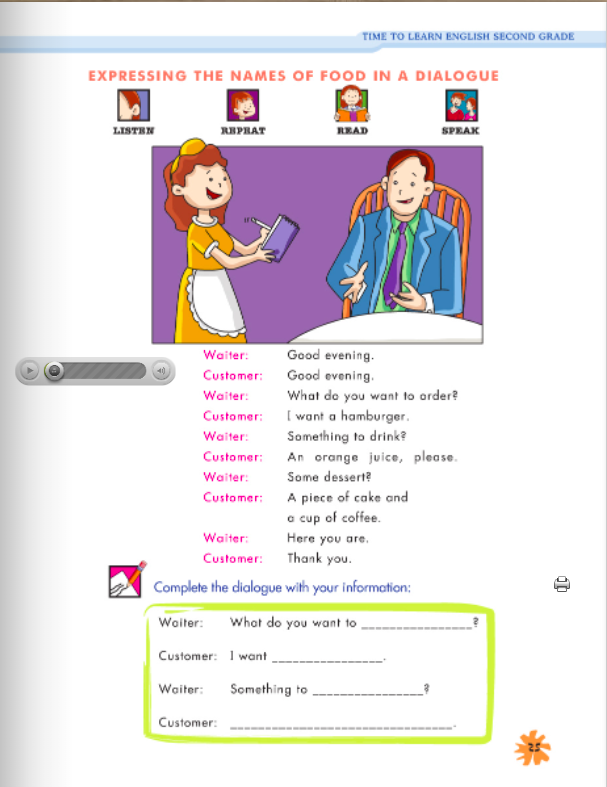 TIME TO LEARN ENGLISH SECOND GRADE
EXPRESSING THE NAMES OF FOOD IN A DIALOGUE
LISTEN REPEAT READ SPEAK
Waiter: Good evening.
Customer: Good evening.
Waiter: What do you want to order?
Customer: I want a hamburger.
Waiter: Something to drink?
Customer: An orange juice, please.
Waiter: Some dessert?
Customer: A piece of cake and
a cup of coffee.
Waiter: Here you are.
Customer: Thank you.
Complete the dialogue with your information:
Waiter: What do you want to ________________?
Customer: I want ________________.
Waiter: Something to ________________?
Customer: ________________________________.
25